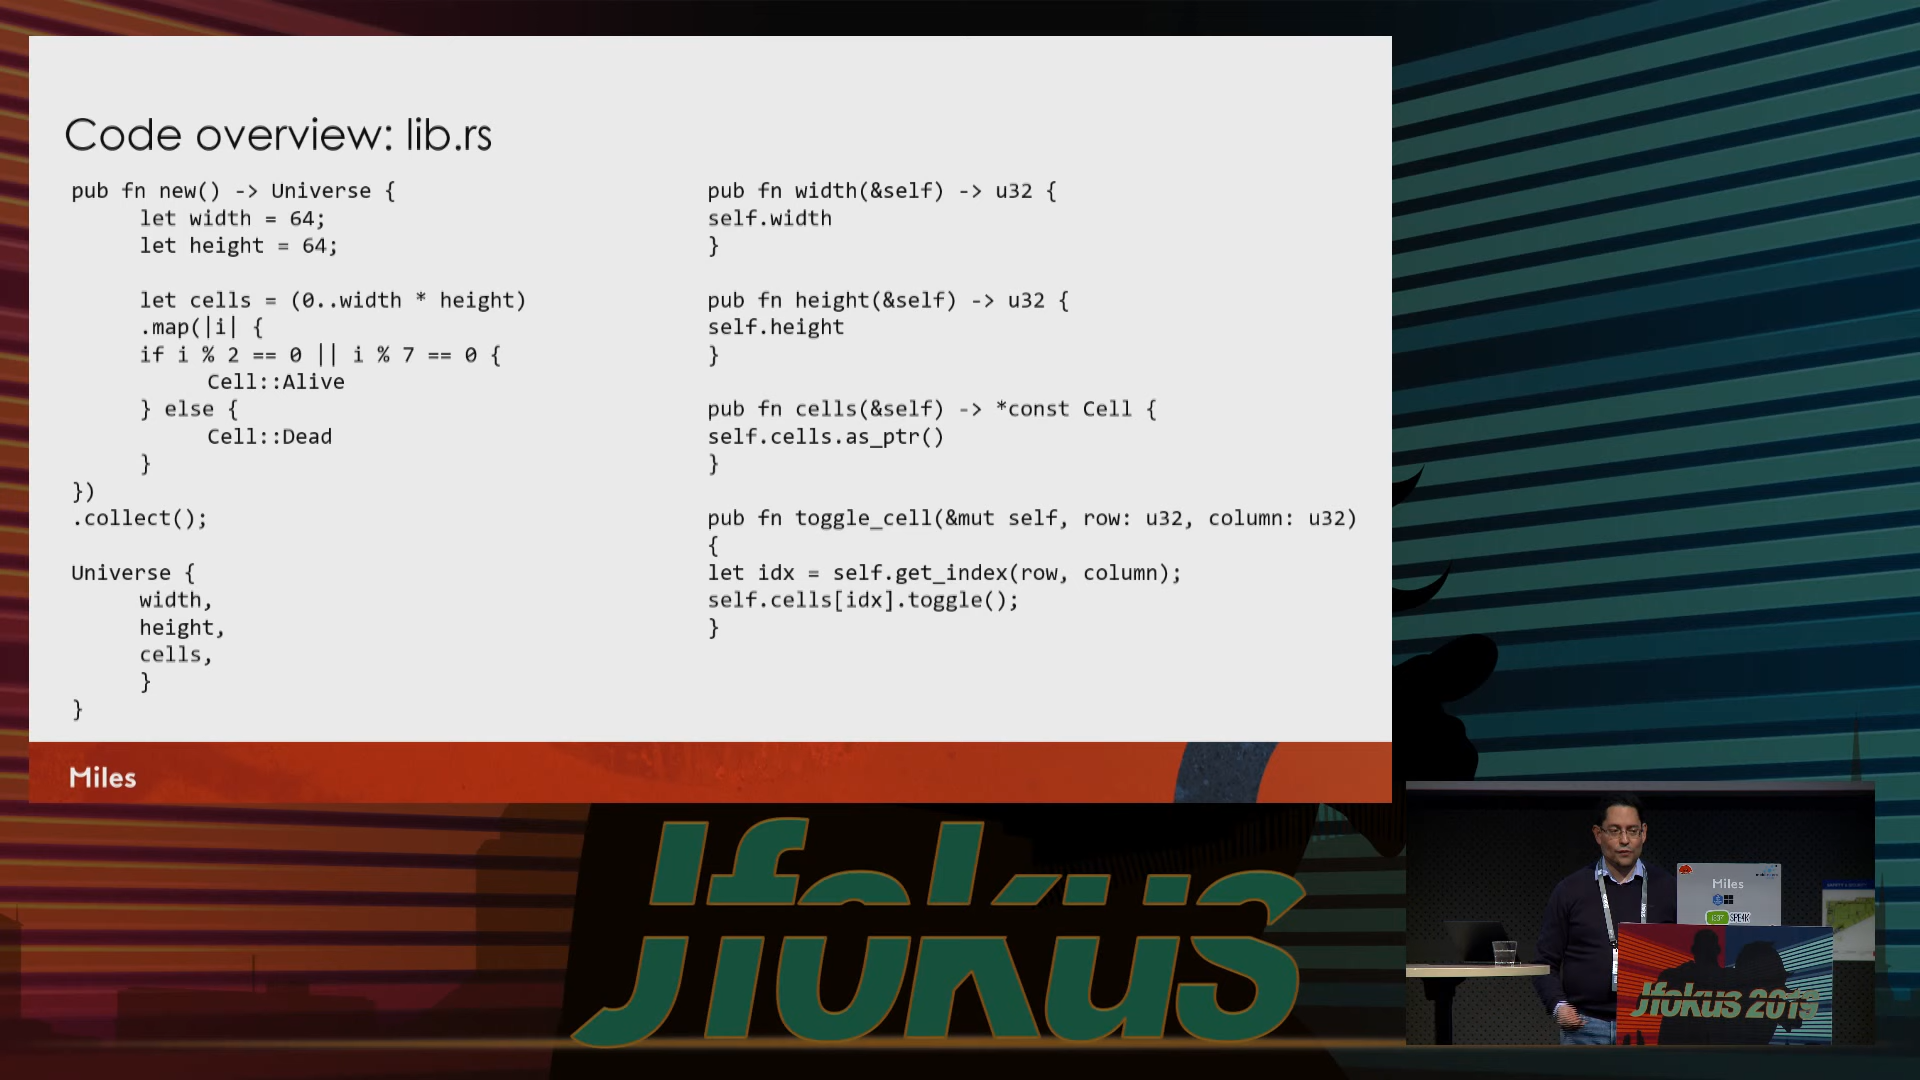 Code overview: lib.rs
pub fn new() -> Universe {
let width = 64;
let height = 64;
let cells = (0..width * height)
.map(|i| {
if i % 2 == 0 || i % 7 == 0 {
Cell::Alive
} else {
Cell::Dead
}
})
.collect();
Universe {
width,
height,
cells,
}
}
pub fn width(&self) -> u32 {
self.width
}
pub fn height(&self) -> u32 {
self.height
}
pub fn cells(&self) -> *const Cell {
self.cells.as_ptr()
}
pub fn toggle_cell(&mut self, row: u32, column: u32)
{
let idx = self.get_index(row, column);
self.cells[idx].toggle();
}
Miles
Jfokus
Miles
SPE4K
Jfokus 2019